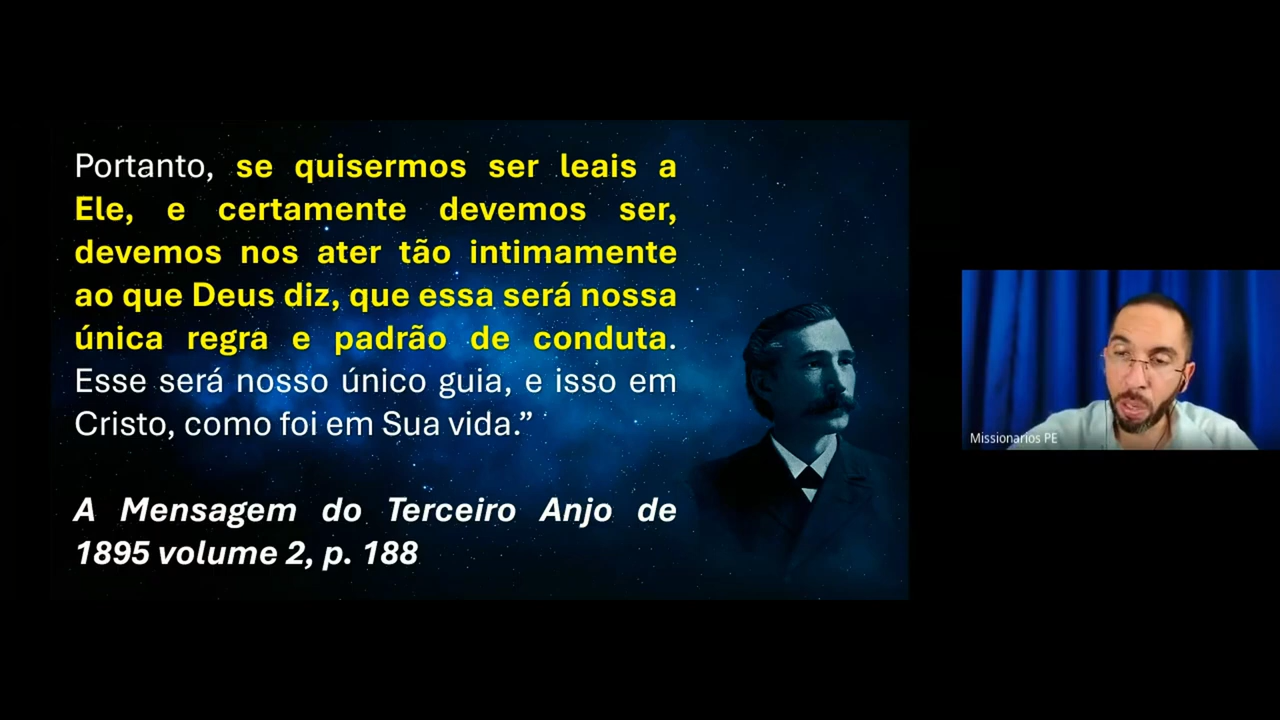 Portanto, se quisermos ser leais a
Ele, e certamente devemos ser,
devemos nos ater tão intimamente
ao que Deus diz, que essa será nossa
única regra e padrão de conduta.
Esse será nosso único guia, e isso em
Cristo, como foi em Sua vida.”
A Mensagem do Terceiro Anjo de
1895 volume 2, p. 188
Missionarios PE